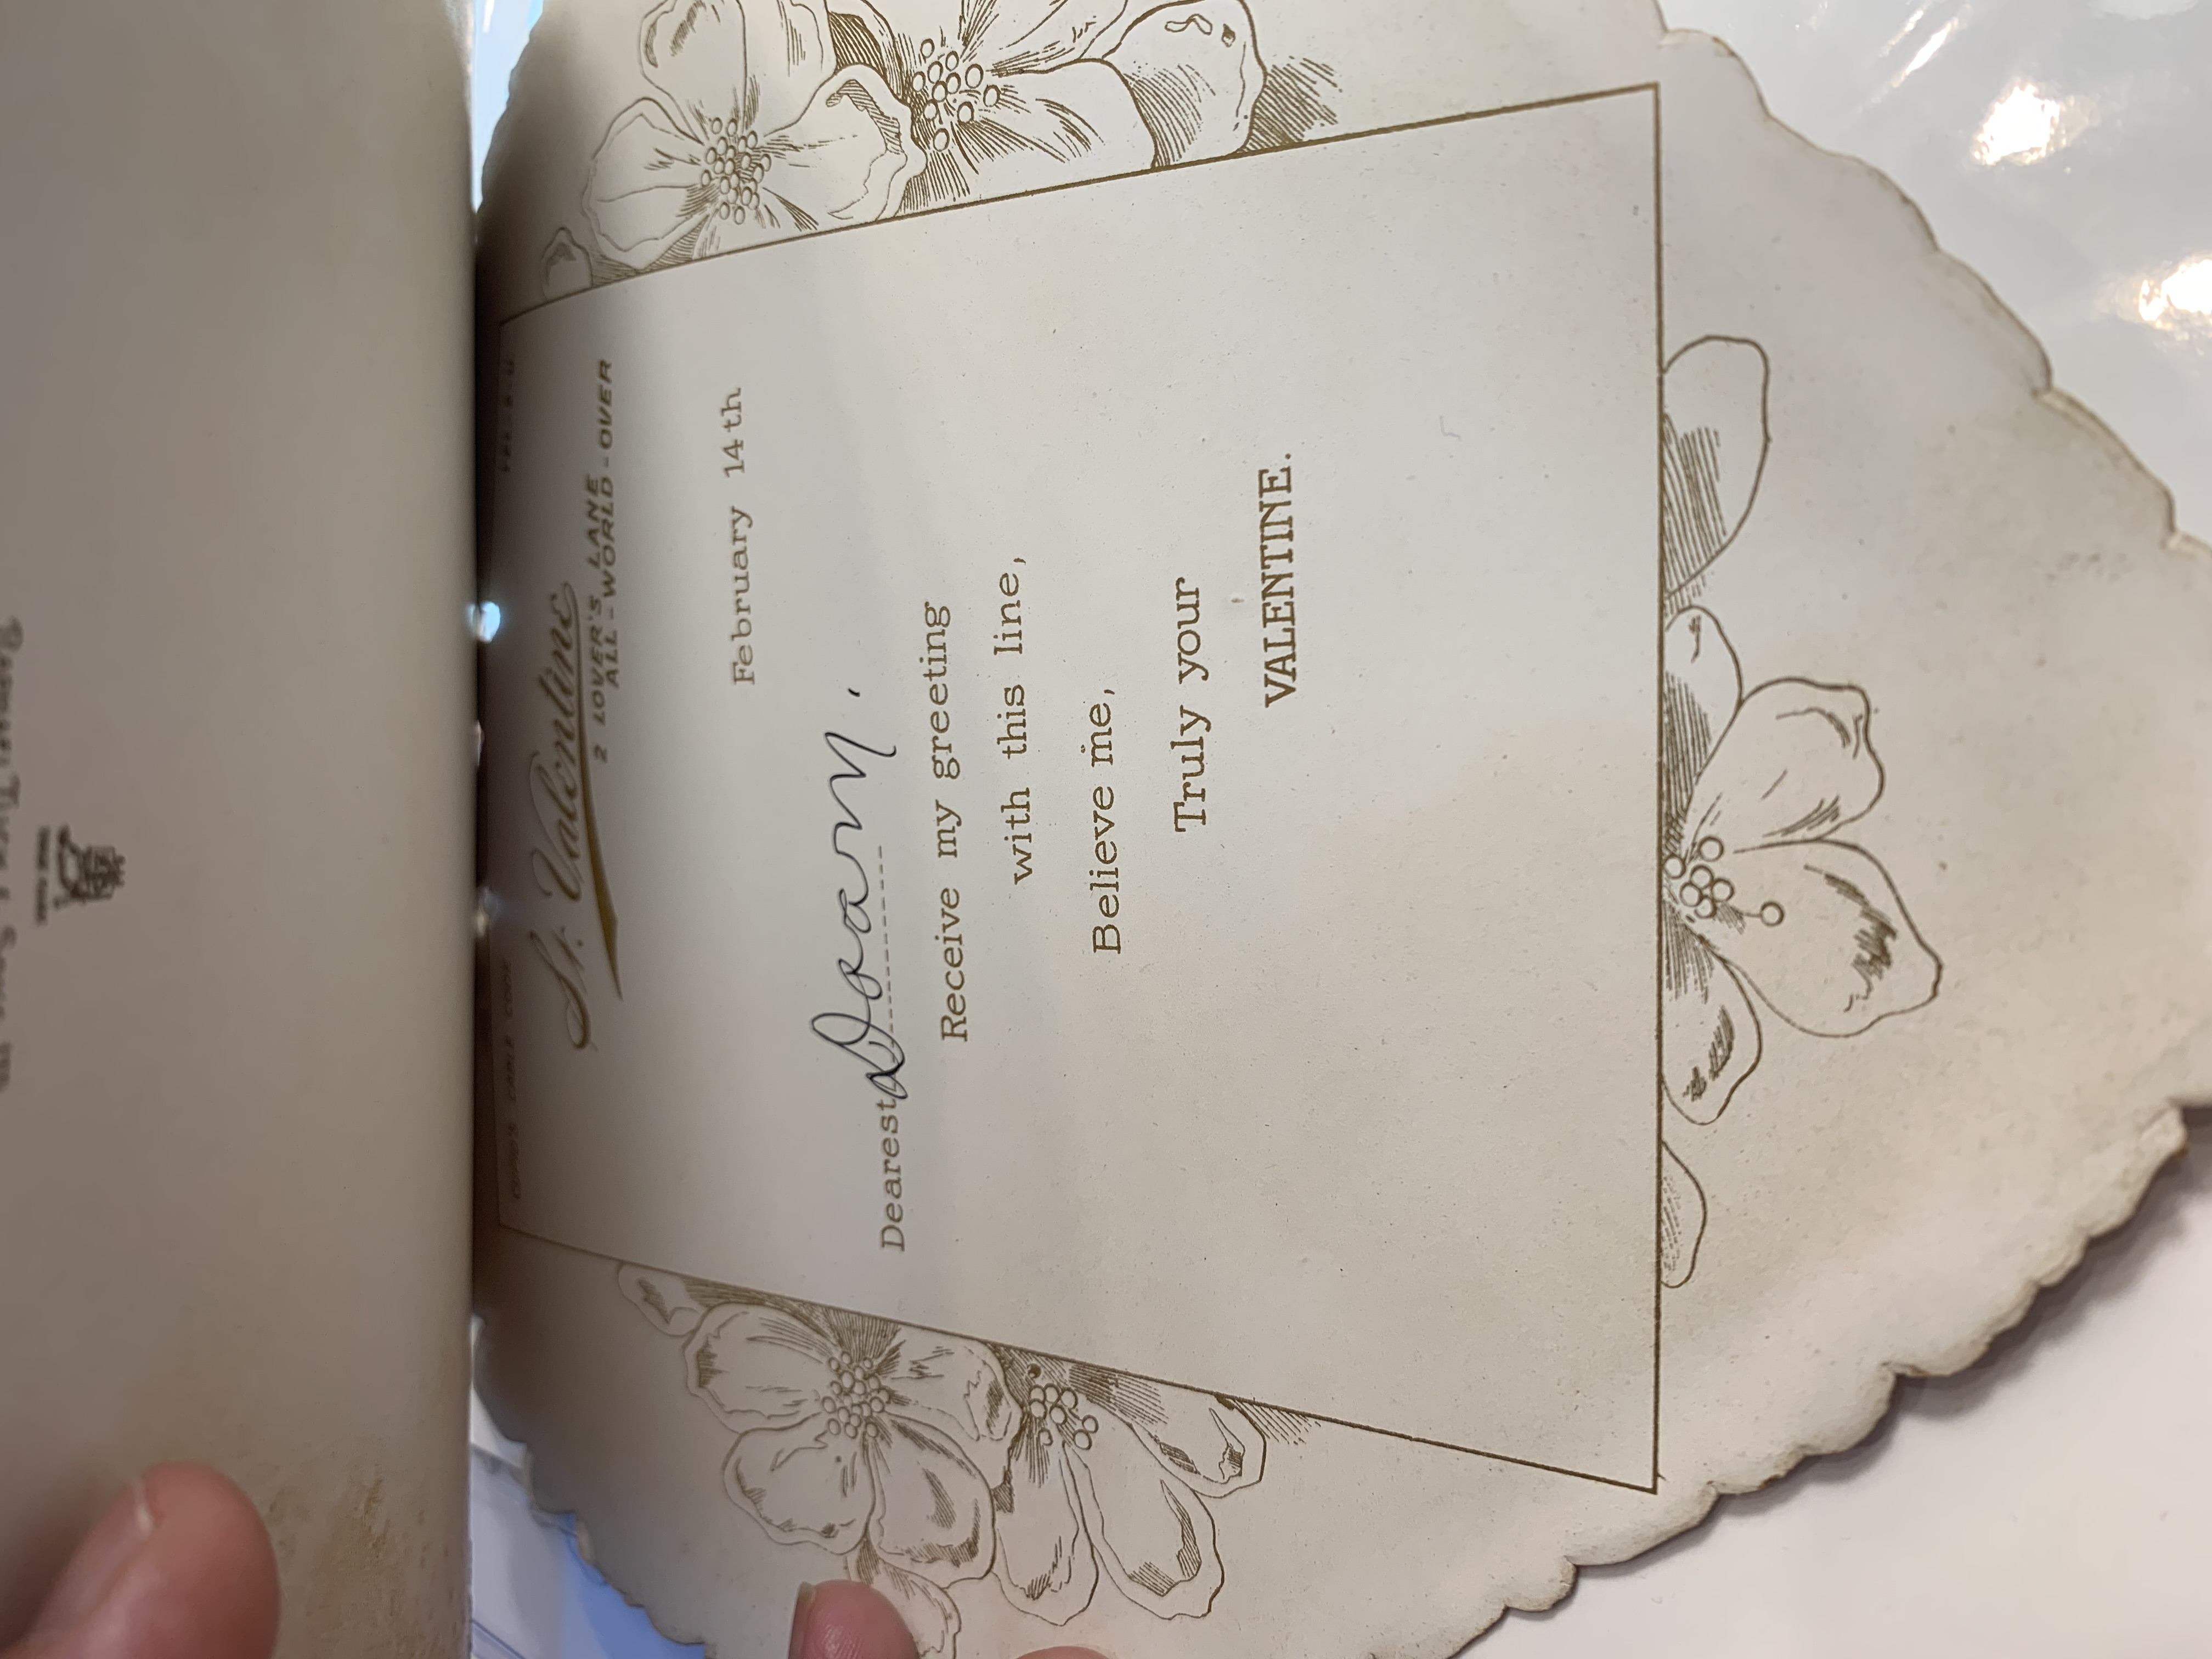 St. Valentine
2 LOVER'S LANE
ALL-WORLD-OVER
February 14th
Dearest Doam.
Receive my greeting
with this line,
Believe me,
Truly your
VALENTINE.